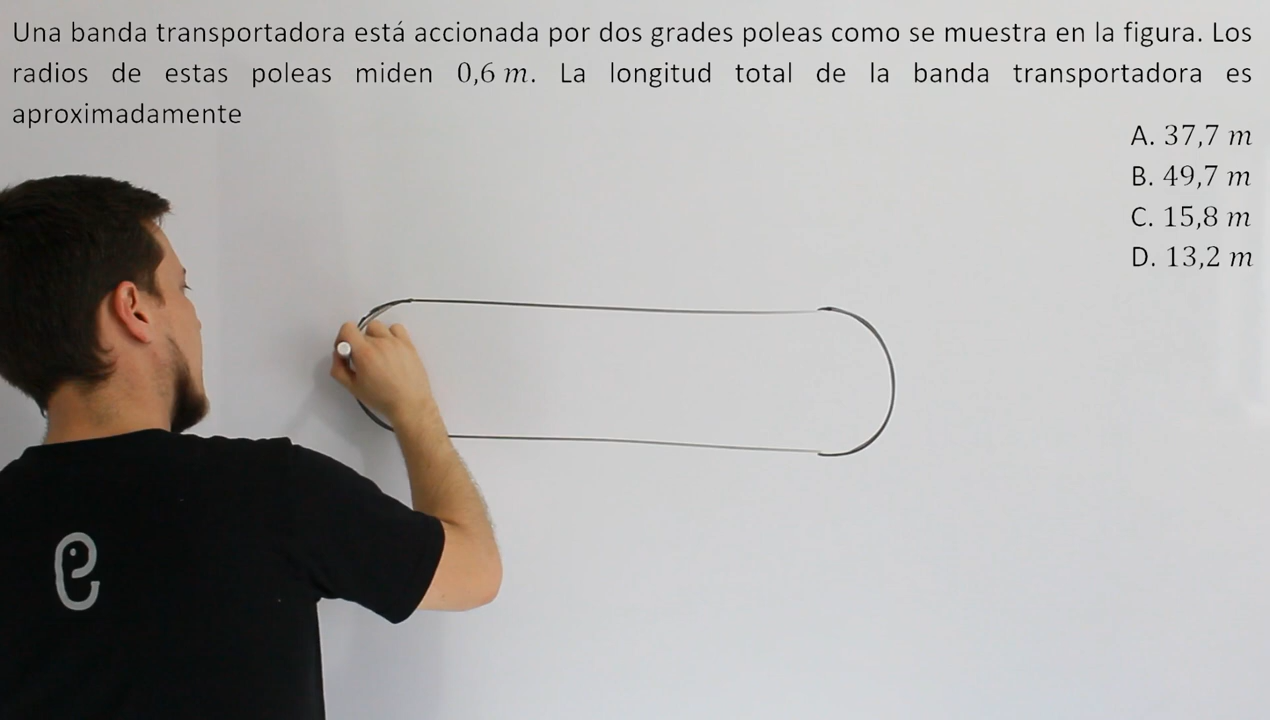 Una banda transportadora está accionada por dos grades poleas como se muestra en la figura. Los
radios de estas poleas miden 0,6 m. La longitud total de la banda transportadora es
aproximadamente
A. 37,7 m
B. 49,7 m
C. 15,8 m
D. 13,2 m
e